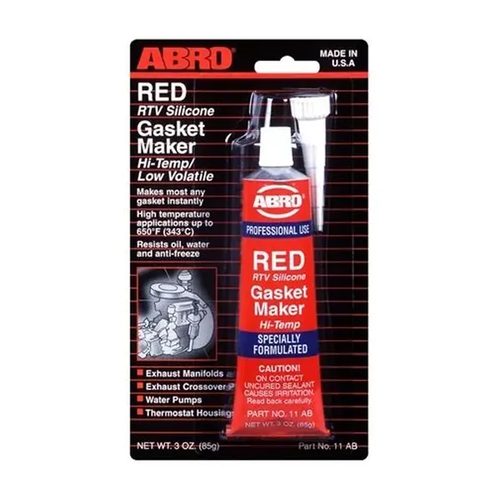 ABRO
MADE IN
U.S.A
RED
RTV Silicone
Gasket
Maker
Hi-Temp/
Low Volatile
Makes most any
gasket instantly
High temperature
applications up to
650°F (343°C)
Resists oil, water
and anti-freeze
Exhaust Manifolds a
Exhaust Crossover P
Water Pumps
Thermostat Housing
NET WT. 3 OZ. (85g)
Part No. 11 AB
ABRO
PROFESSIONAL USE
RED
RTV Silicone
Gasket
Maker
Hi-Temp
SPECIALLY
FORMULATED
CAUTION!
ON CONTACT
UNCURED SEALANT
CAUSES IRRITATION.
Read back carefully.
PART NO. 11 AB
NET WT. 3 OZ. (85g)